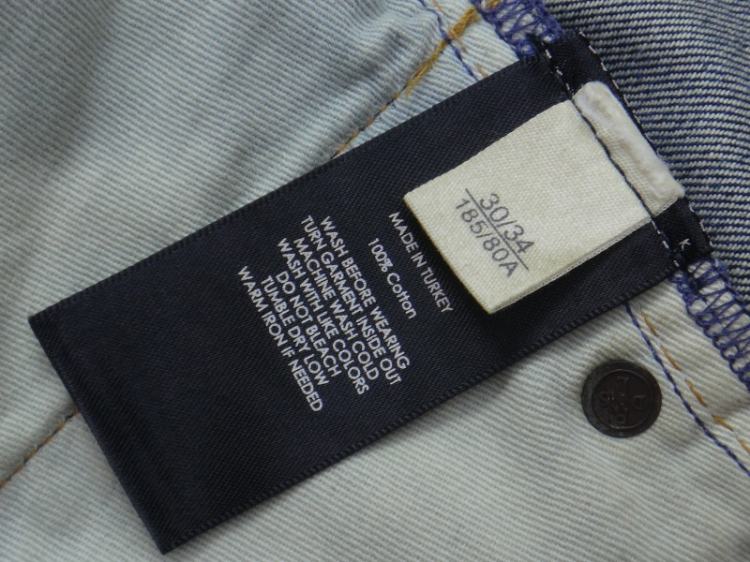 30/34
185/80A
MADE IN TURKEY
100% Cotton
WASH BEFORE WEARING
TURN GARMENT INSIDE OUT
MACHINE WASH COLD
WASH WITH LIKE COLORS
DO NOT BLEACH
TUMBLE DRY LOW
WARM IRON IF NEEDED
K